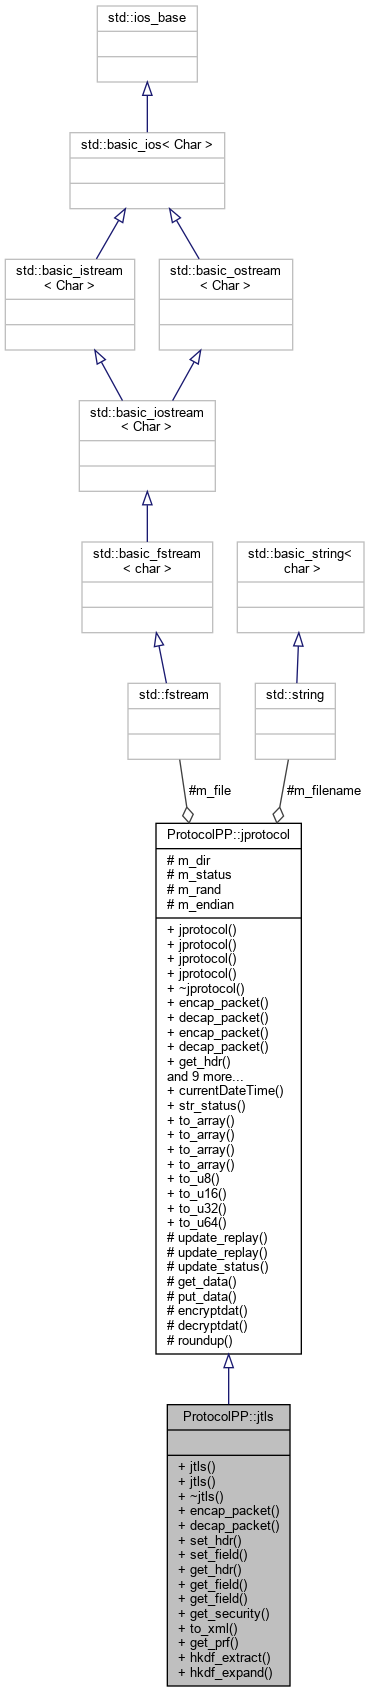 std::ios_base
std::basic_ios< Char >
std::basic_istream
< Char >
std::basic_ostream
< Char >
std::basic_iostream
< Char >
std::basic_fstream
< char >
std::basic_string<
char >
std::fstream
std::string
#m_file
#m_filename
ProtocolPP::jprotocol
# m_dir
# m_status
# m_rand
# m_endian
+ jprotocol()
+ jprotocol()
+ jprotocol()
+ jprotocol()
+ ~jprotocol()
+ encap_packet()
+ decap_packet()
+ encap_packet()
+ decap_packet()
+ get_hdr()
and 9 more...
+ currentDateTime()
+ str_status()
+ to_array()
+ to_array()
+ to_array()
+ to_array()
+ to_u8()
+ to_u16()
+ to_u32()
+ to_u64()
# update_replay()
# update_replay()
# update_status()
# get_data()
# put_data()
# encryptdat()
# decryptdat()
# roundup()
ProtocolPP::jtls
+ jtls()
+ jtls()
+ ~jtls()
+ encap_packet()
+ decap_packet()
+ set_hdr()
+ set_field()
+ get_hdr()
+ get_field()
+ get_field()
+ get_security()
+ to_xml()
+ get_prf()
+ hkdf_extract()
+ hkdf_expand()